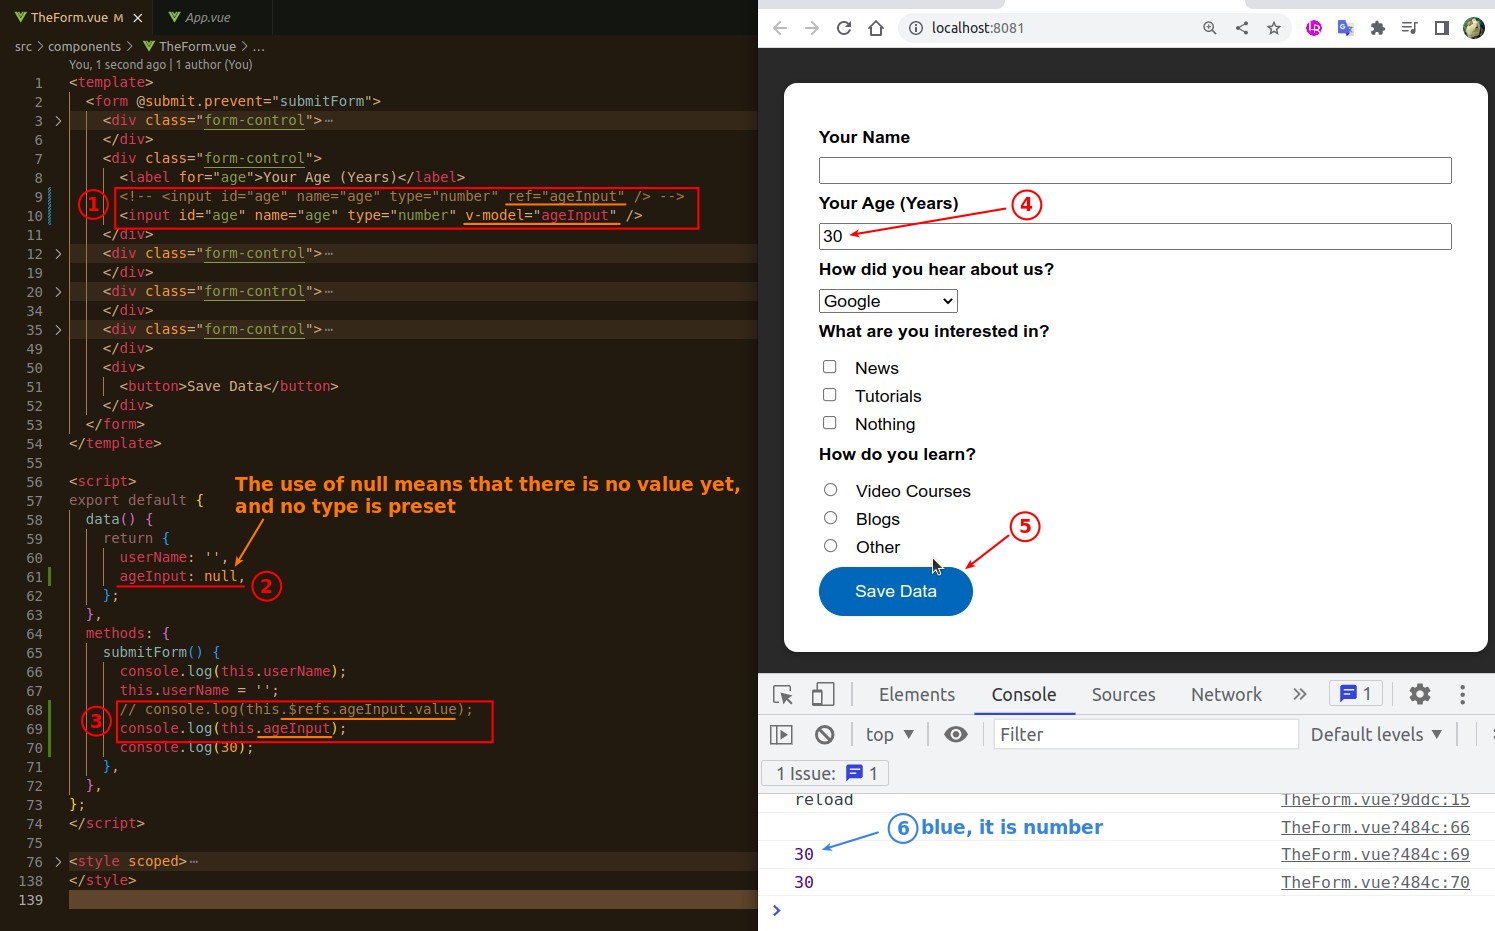 TheForm.vue M
App.vue
src > components > TheForm.vue > ...
You, 1 second ago | 1 author (You)
1 <template>
2 <form @submit.prevent="submitForm">
3 <div class="form-control">…
6 </div>
7 <div class="form-control">
8 <label for="age">Your Age (Years)</label>
9 <!-- <input id="age" name="age" type="number" ref="ageInput" /> -->
10 <input id="age" name="age" type="number" v-model="ageInput" />
1
11 </div>
12 <div class="form-control">…
19 </div>
20 <div class="form-control">…
34 </div>
35 <div class="form-control">…
49 </div>
50 <div>
51 <button>Save Data</button>
52 </div>
53 </form>
54 </template>
55
56 <script>
The use of null means that there is no value yet,
and no type is preset
57 export default {
58 data() {
59 return {
60 userName: '',
61 ageInput: null,
2
62 };
63 },
64 methods: {
65 submitForm() {
66 console.log(this.userName);
67 this.userName = '';
68 // console.log(this.$refs.ageInput.value);
69 console.log(this.ageInput);
3
70 console.log(30);
71 },
72 },
73 };
74 </script>
75
76 <style scoped>…
138 </style>
139
localhost:8081
LR
Your Name
Your Age (Years)
4
30
How did you hear about us?
Google
What are you interested in?
News
Tutorials
Nothing
How do you learn?
Video Courses
Blogs
Other
5
Save Data
Elements Console Sources Network » 1
top ▼ Filter Default levels ▼
1 Issue: 1
reload TheForm.vue?9ddc:15
6 blue, it is number
TheForm.vue?484c:66
30 TheForm.vue?484c:69
30 TheForm.vue?484c:70
>